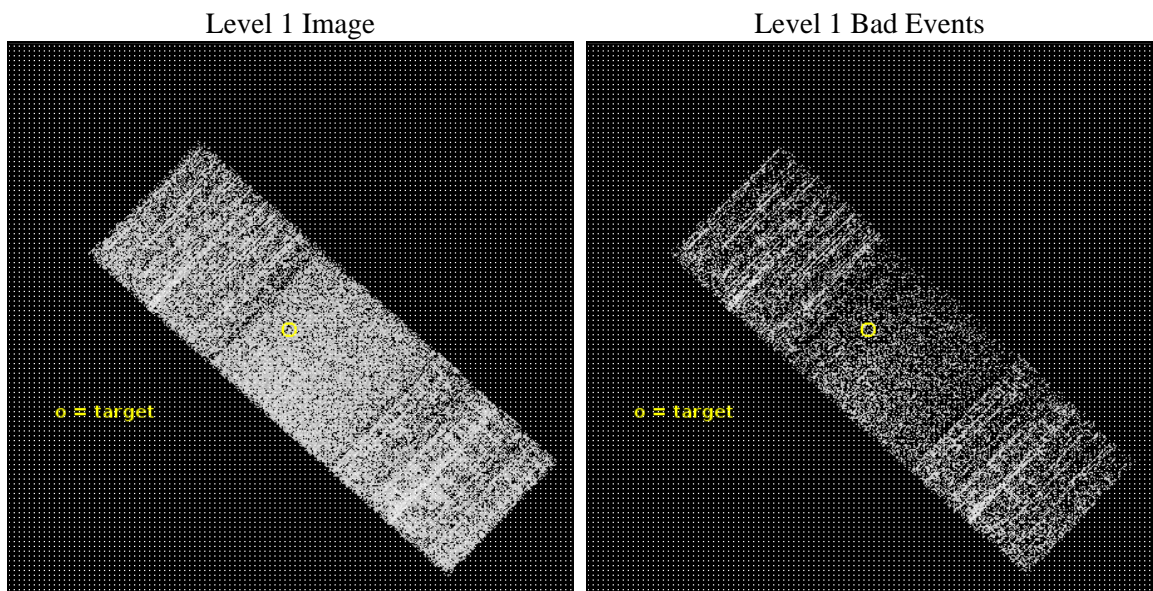 Level 1 Image
Level 1 Bad Events
o = target
o = target